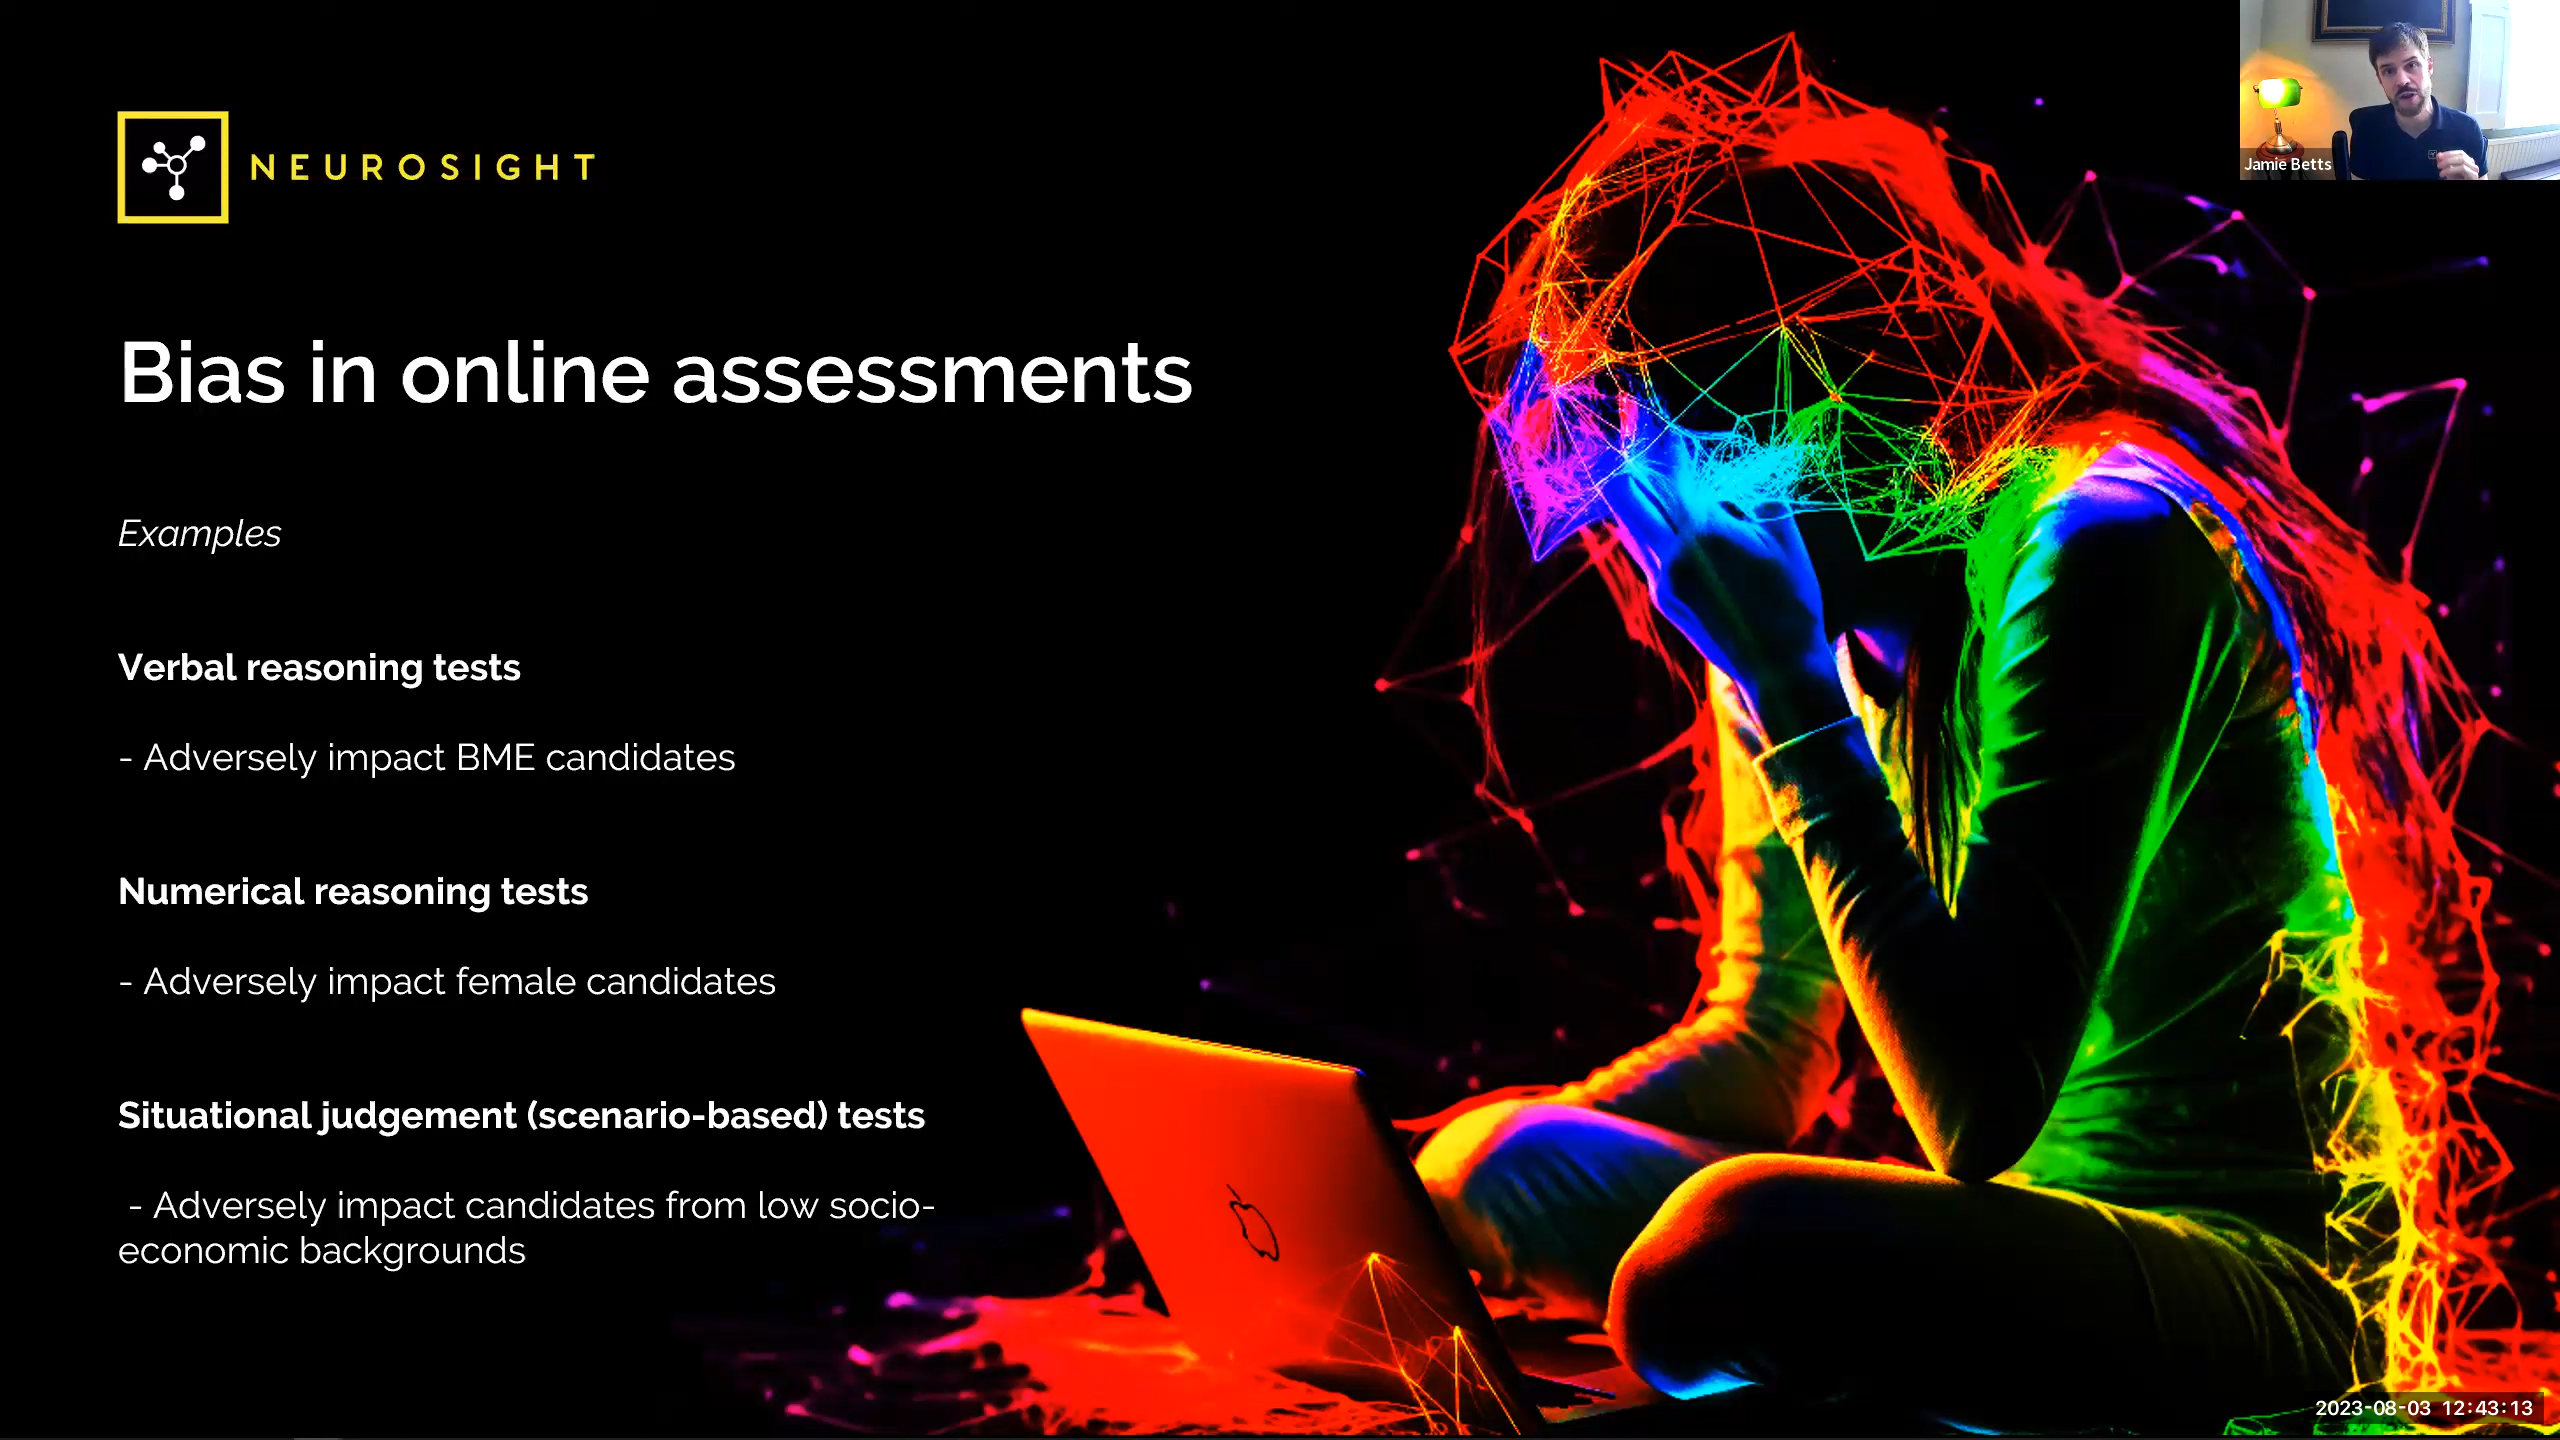 Jamie Betts
NEUROSIGHT
Bias in online assessments
Examples
Verbal reasoning tests
- Adversely impact BME candidates
Numerical reasoning tests
- Adversely impact female candidates
Situational judgement (scenario-based) tests
- Adversely impact candidates from low socio-
economic backgrounds
2023-08-03 12:43:13